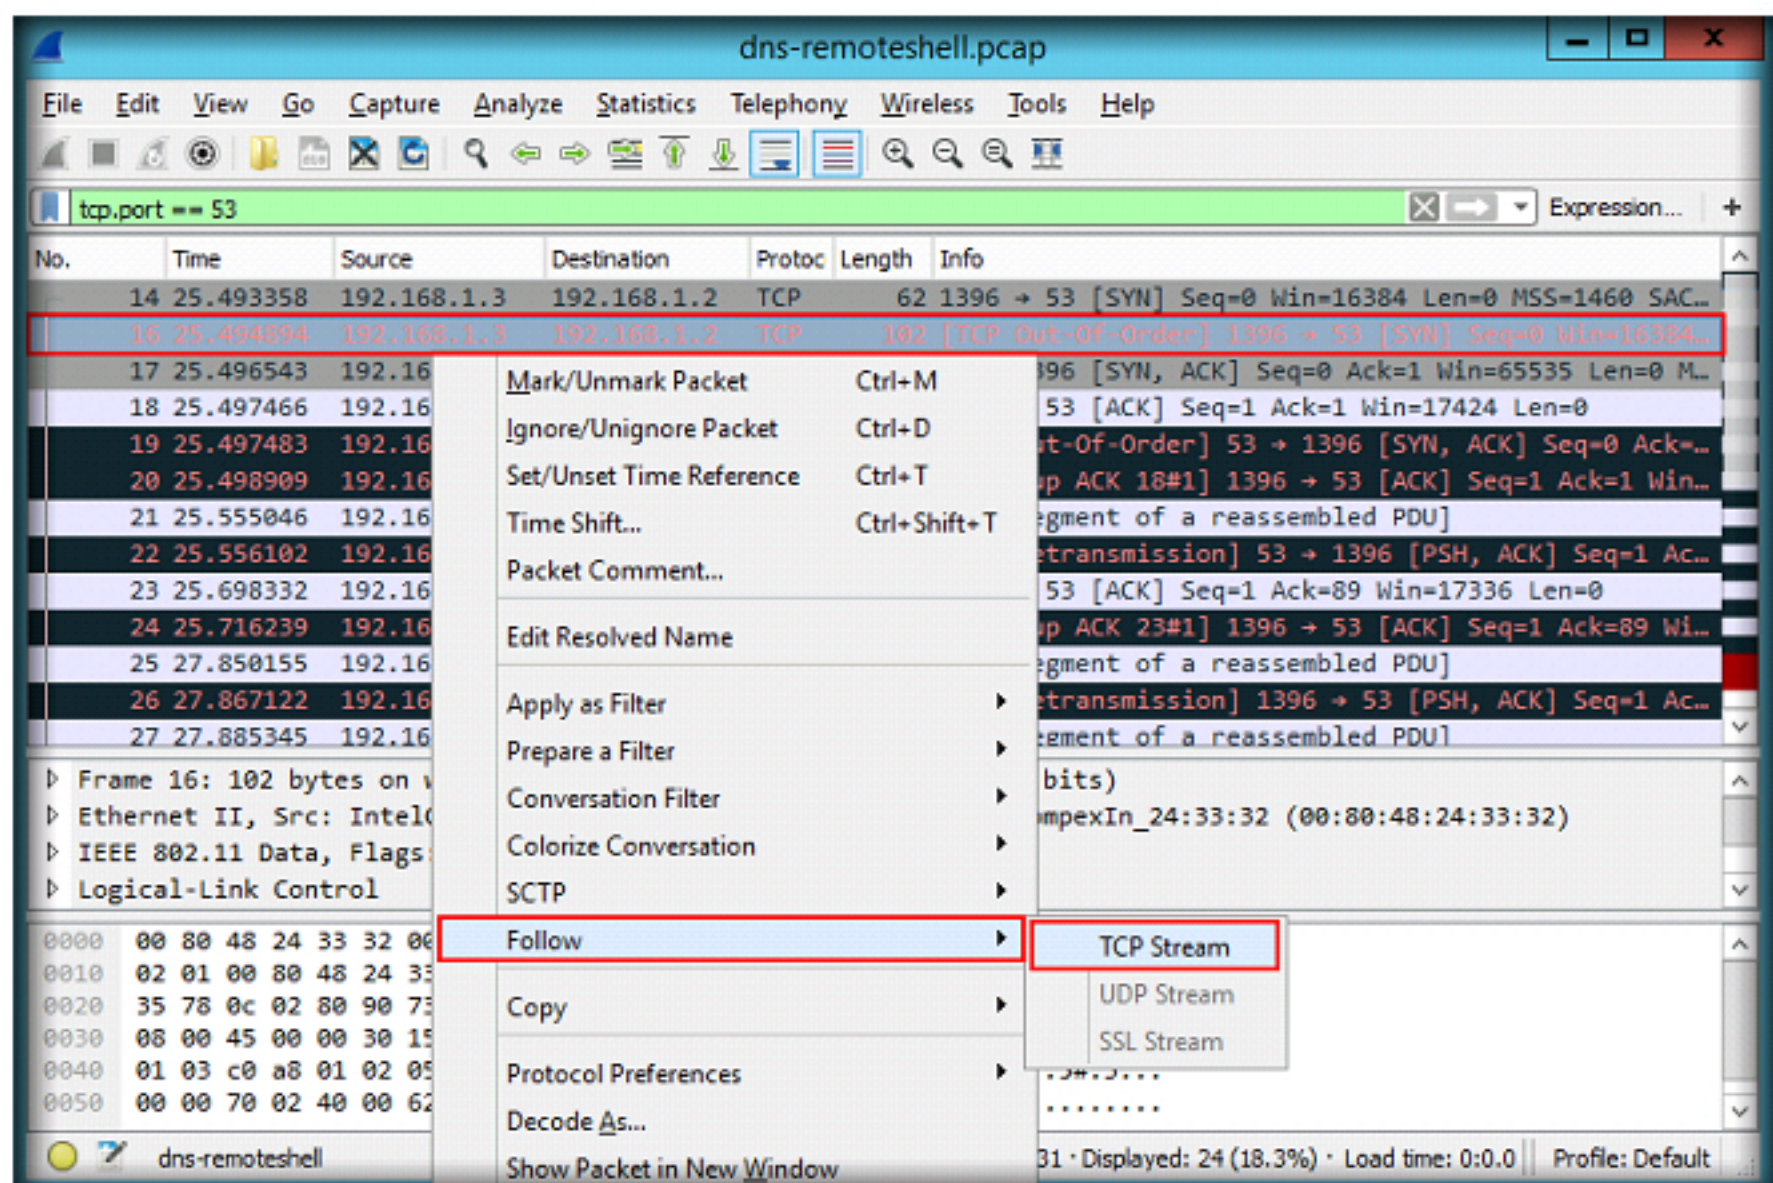 dns-remoteshell.pcap
File Edit View Go Capture Analyze Statistics Telephony Wireless Tools Help
tcp.port == 53 Expression... +
No. Time Source Destination Protoc Length Info
14 25.493358 192.168.1.3 192.168.1.2 TCP 62 1396 → 53 [SYN] Seq=0 Win=16384 Len=0 MSS=1460 SAC...
16 25.494894 192.168.1.3 192.168.1.2 TCP 102 [TCP Out-Of-Order] 1396 → 53 [SYN] Seq=0 Win=16384...
17 25.496543 192.16 396 [SYN, ACK] Seq=0 Ack=1 Win=65535 Len=0 M...
18 25.497466 192.16 53 [ACK] Seq=1 Ack=1 Win=17424 Len=0
19 25.497483 192.16 ut-Of-Order] 53 → 1396 [SYN, ACK] Seq=0 Ack=...
20 25.498909 192.16 up ACK 18#1] 1396 → 53 [ACK] Seq=1 Ack=1 Win...
21 25.555046 192.16 egment of a reassembled PDU]
22 25.556102 192.16 etransmission] 53 → 1396 [PSH, ACK] Seq=1 Ac...
23 25.698332 192.16 53 [ACK] Seq=1 Ack=89 Win=17336 Len=0
24 25.716239 192.16 up ACK 23#1] 1396 → 53 [ACK] Seq=1 Ack=89 Wi...
25 27.850155 192.16 egment of a reassembled PDU]
26 27.867122 192.16 etransmission] 1396 → 53 [PSH, ACK] Seq=1 Ac...
27 27.885345 192.16 egment of a reassembled PDU]
Mark/Unmark Packet Ctrl+M
Ignore/Unignore Packet Ctrl+D
Set/Unset Time Reference Ctrl+T
Time Shift... Ctrl+Shift+T
Packet Comment...
Edit Resolved Name
Apply as Filter
Prepare a Filter
Conversation Filter
Colorize Conversation
SCTP
Follow
Copy
Protocol Preferences
Decode As...
Show Packet in New Window
TCP Stream
UDP Stream
SSL Stream
Frame 16: 102 bytes on bits)
Ethernet II, Src: Intel mpexIn_24:33:32 (00:80:48:24:33:32)
IEEE 802.11 Data, Flags:
Logical-Link Control
0000 00 80 48 24 33 32 00
0010 02 01 00 80 48 24 33
0020 35 78 0c 02 80 90 73
0030 08 00 45 00 00 30 15
0040 01 03 c0 a8 01 02 05
0050 00 00 70 02 40 00 62 ........
dns-remoteshell 31 · Displayed: 24 (18.3%) · Load time: 0:0.0 Profile: Default